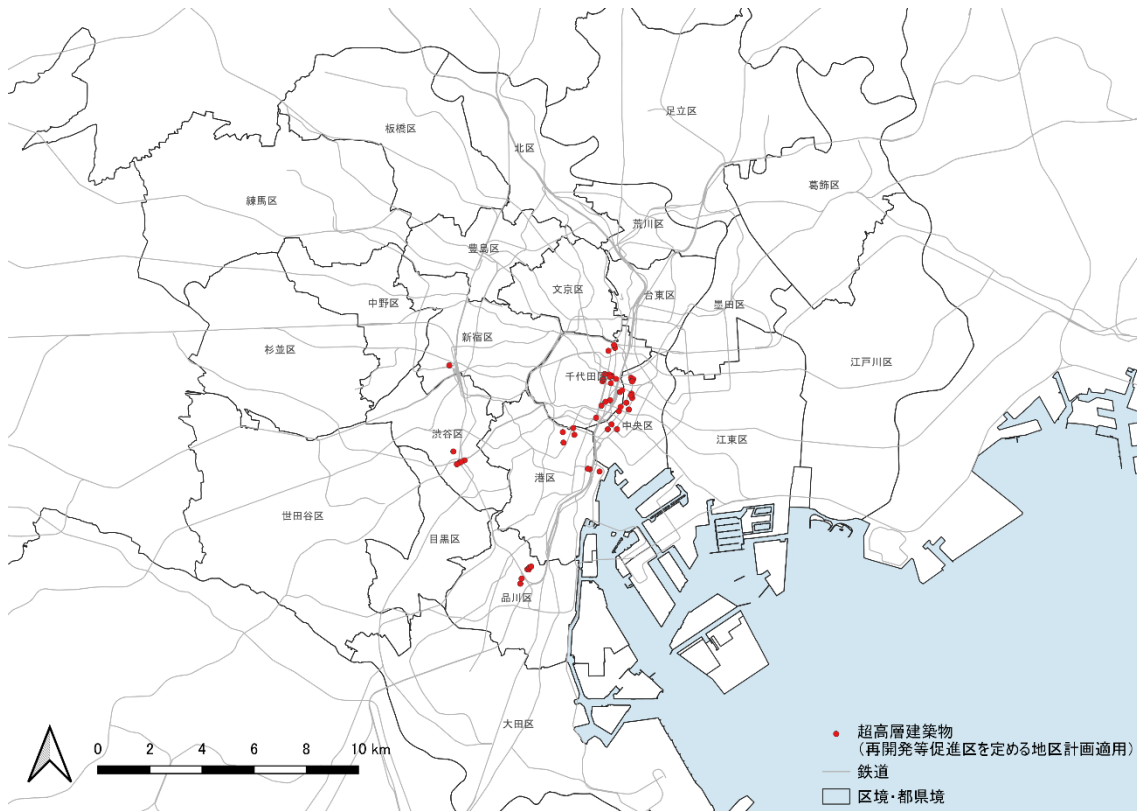 足立区
板橋区
北区
葛飾区
練馬区
荒川区
豊島区
文京区
台東区
中野区
墨田区
新宿区
杉並区
江戸川区
千代田区
渋谷区
中央区
江東区
港区
世田谷区
目黒区
品川区
大田区
超高層建築物
(再開発等促進区を定める地区計画適用)
鉄道
区境・都県境
0 2 4 6 8 10 km